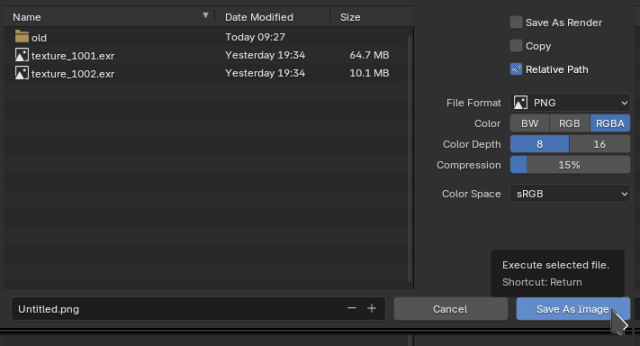 Name Date Modified Size
old Today 09:27
texture_1001.exr Yesterday 19:34 64.7 MB
texture_1002.exr Yesterday 19:34 10.1 MB
Save As Render
Copy
Relative Path
File Format PNG
Color BW RGB RGBA
Color Depth 8 16
Compression 15%
Color Space sRGB
Execute selected file.
Shortcut: Return
Untitled.png Cancel Save As Image